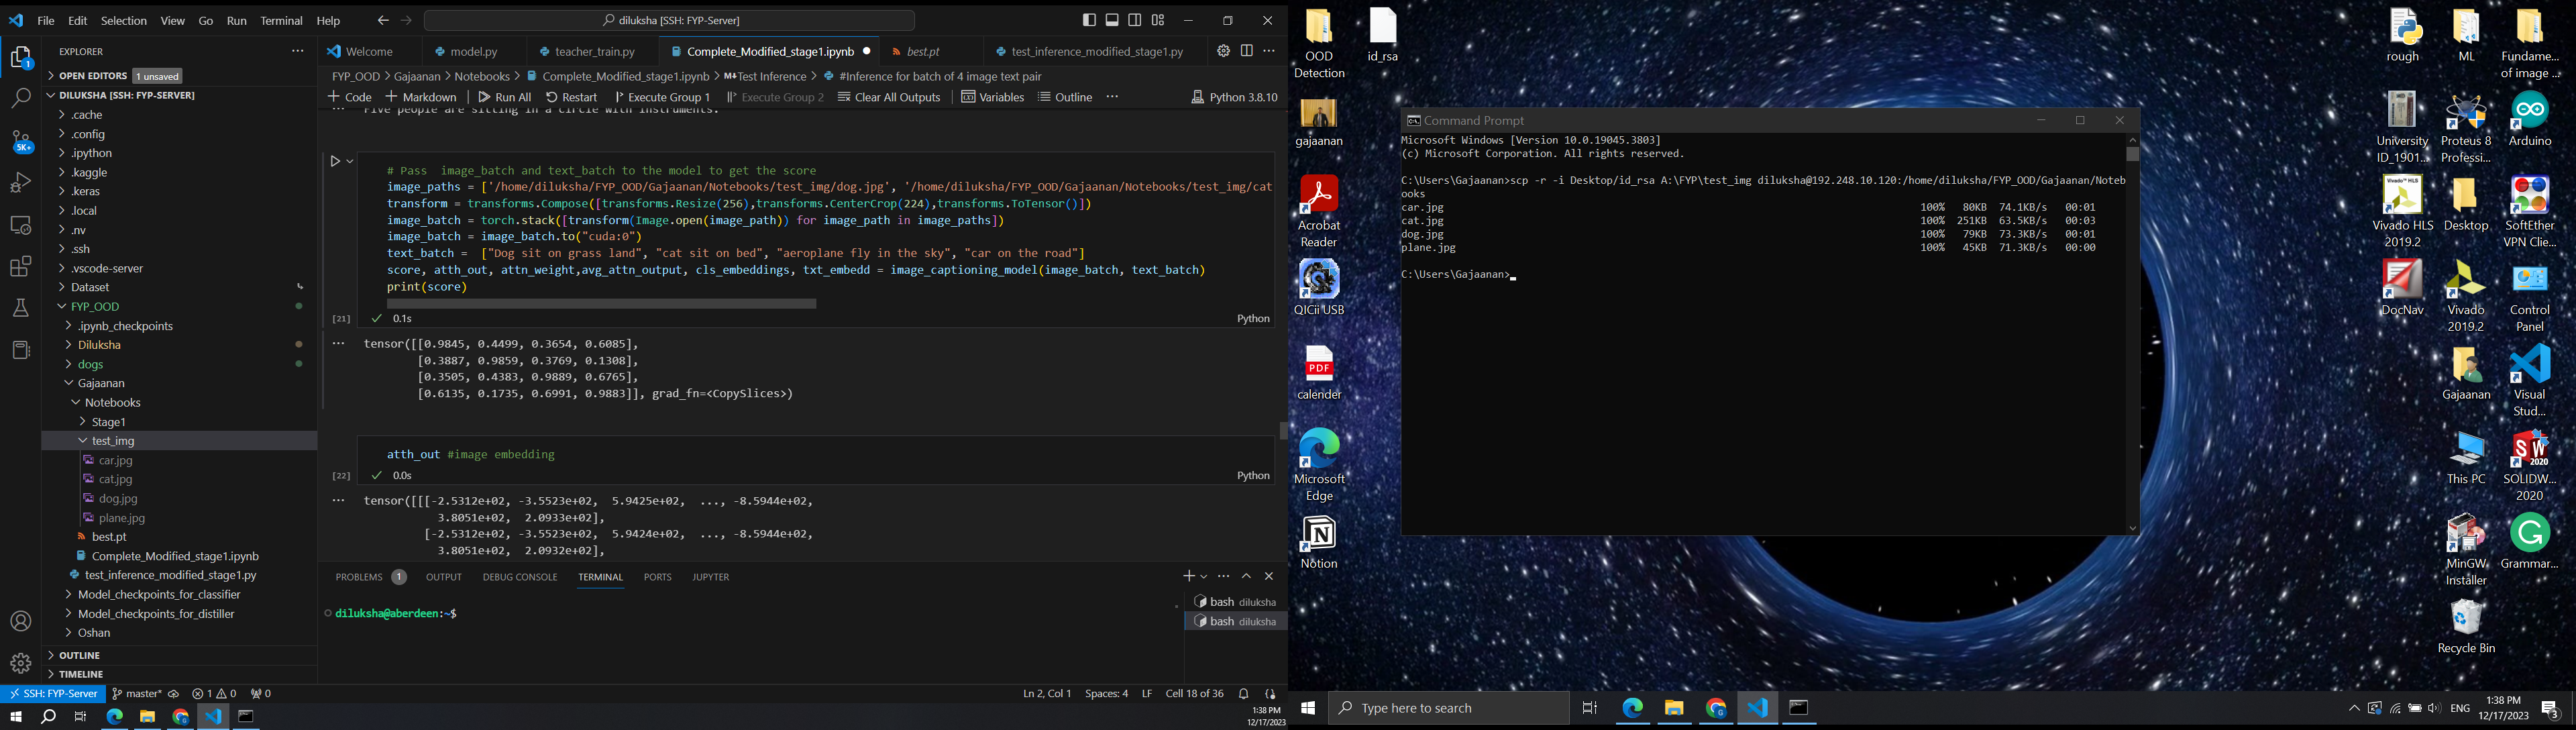 File Edit Selection View Go Run Terminal Help
diluksha [SSH: FYP-Server]
EXPLORER
OPEN EDITORS 1 unsaved
DILUKSHA [SSH: FYP-SERVER]
.cache
.config
.ipython
.kaggle
.keras
.local
.nv
.ssh
.vscode-server
Dataset
FYP_OOD
.ipynb_checkpoints
Diluksha
dogs
Gajaanan
Notebooks
Stage1
test_img
car.jpg
cat.jpg
dog.jpg
plane.jpg
best.pt
Complete_Modified_stage1.ipynb
test_inference_modified_stage1.py
Model_checkpoints_for_classifier
Model_checkpoints_for_distiller
Oshan
OUTLINE
TIMELINE
1
5K+
Welcome model.py teacher_train.py Complete_Modified_stage1.ipynb best.pt test_inference_modified_stage1.py
FYP_OOD > Gajaanan > Notebooks > Complete_Modified_stage1.ipynb > M↓Test Inference > #Inference for batch of 4 image text pair
+ Code + Markdown Run All Restart Execute Group 1 Execute Group 2 Clear All Outputs Variables Outline ··· Python 3.8.10
Five people are sitting in a circle with instruments.
# Pass  image_batch and text_batch to the model to get the score
image_paths = ['/home/diluksha/FYP_OOD/Gajaanan/Notebooks/test_img/dog.jpg', '/home/diluksha/FYP_OOD/Gajaanan/Notebooks/test_img/cat
transform = transforms.Compose([transforms.Resize(256),transforms.CenterCrop(224),transforms.ToTensor()])
image_batch = torch.stack([transform(Image.open(image_path)) for image_path in image_paths])
image_batch = image_batch.to("cuda:0")
text_batch =  ["Dog sit on grass land", "cat sit on bed", "aeroplane fly in the sky", "car on the road"]
score, atth_out, attn_weight,avg_attn_output, cls_embeddings, txt_embedd = image_captioning_model(image_batch, text_batch)
print(score)
[21] 0.1s Python
tensor([[0.9845, 0.4499, 0.3654, 0.6085],
[0.3887, 0.9859, 0.3769, 0.1308],
[0.3505, 0.4383, 0.9889, 0.6765],
[0.6135, 0.1735, 0.6991, 0.9883]], grad_fn=<CopySlices>)
atth_out #image embedding
[22] 0.0s Python
tensor([[[-2.5312e+02, -3.5523e+02,  5.9425e+02,  ..., -8.5944e+02,
3.8051e+02,  2.0933e+02],
[-2.5312e+02, -3.5523e+02,  5.9424e+02,  ..., -8.5944e+02,
3.8051e+02,  2.0932e+02],
PROBLEMS 1 OUTPUT DEBUG CONSOLE TERMINAL PORTS JUPYTER
diluksha@aberdeen:~$
bash diluksha
bash diluksha
SSH: FYP-Server master* 1 0 0 Ln 2, Col 1 Spaces: 4 LF Cell 18 of 36
1:38 PM
12/17/2023
OOD Detection
id_rsa
gajaanan
Acrobat Reader
QICii USB
PDF
calender
Microsoft Edge
Notion
Command Prompt
Microsoft Windows [Version 10.0.19045.3803]
(c) Microsoft Corporation. All rights reserved.
C:\Users\Gajaanan>scp -r -i Desktop/id_rsa A:\FYP\test_img diluksha@192.248.10.120:/home/diluksha/FYP_OOD/Gajaanan/Noteb
ooks
car.jpg 100% 80KB 74.1KB/s 00:01
cat.jpg 100% 251KB 63.5KB/s 00:03
dog.jpg 100% 79KB 73.3KB/s 00:01
plane.jpg 100% 45KB 71.3KB/s 00:00
C:\Users\Gajaanan>
rough
ML
Fundame... of image ...
University ID_1901...
Proteus 8 Professi...
Arduino
Vivado HLS
Vivado HLS 2019.2
Desktop
SoftEther VPN Clie...
DocNav
Vivado 2019.2
Control Panel
Gajaanan
Visual Stud...
This PC
SW 2020
SOLIDW... 2020
MinGW Installer
Grammar...
Recycle Bin
Type here to search
ENG
1:38 PM
12/17/2023
3